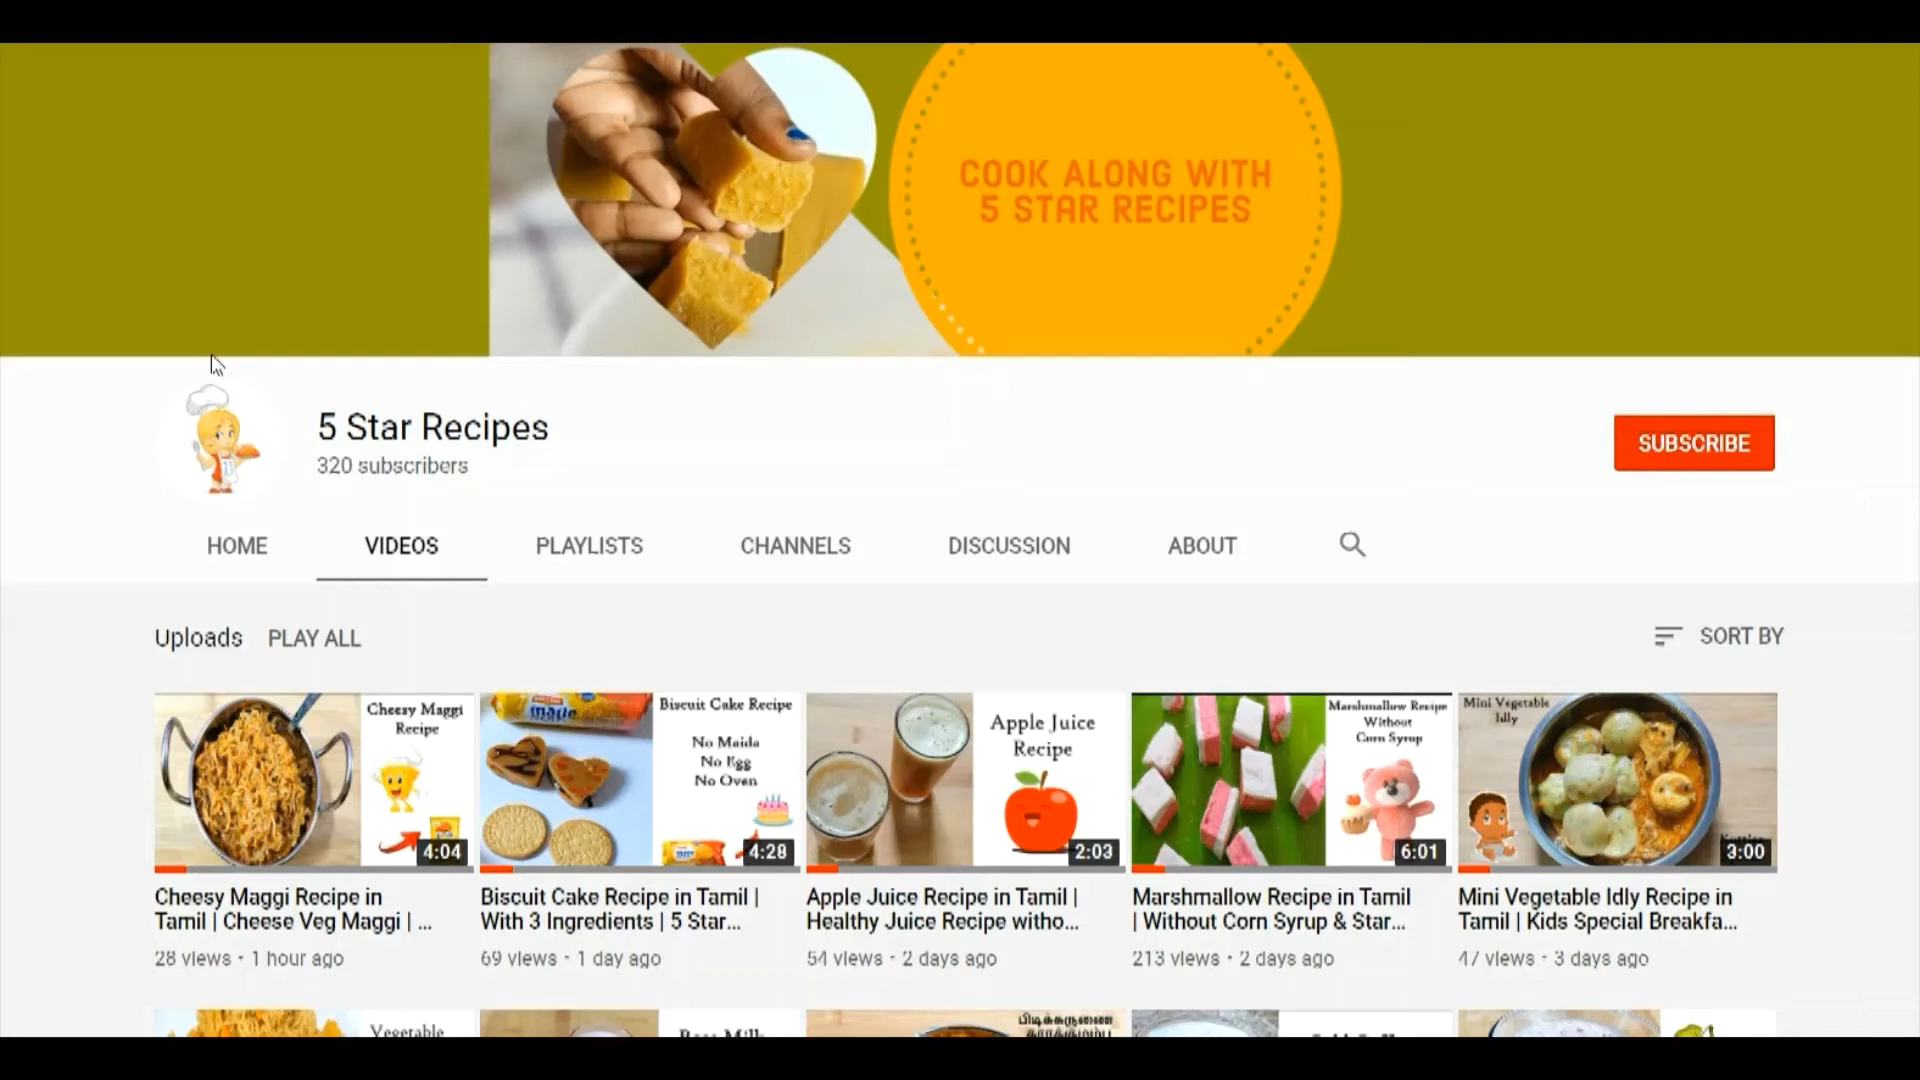 COOK ALONG WITH
5 STAR RECIPES
5 Star Recipes
320 subscribers
SUBSCRIBE
HOME
VIDEOS
PLAYLISTS
CHANNELS
DISCUSSION
ABOUT
Uploads
PLAY ALL
SORT BY
Cheesy Maggi
Recipe
4:04
Biscuit Cake Recipe
No Maida
No Egg
No Oven
4:28
Apple Juice
Recipe
2:03
Marshmallow Recipe
Without
Corn Syrup
6:01
Mini Vegetable
Idly
3:00
Cheesy Maggi Recipe in
Tamil | Cheese Veg Maggi | ...
28 views • 1 hour ago
Biscuit Cake Recipe in Tamil |
With 3 Ingredients | 5 Star...
69 views • 1 day ago
Apple Juice Recipe in Tamil |
Healthy Juice Recipe witho...
54 views • 2 days ago
Marshmallow Recipe in Tamil
| Without Corn Syrup & Star...
213 views • 2 days ago
Mini Vegetable Idly Recipe in
Tamil | Kids Special Breakfa...
47 views • 3 days ago
Vegetable